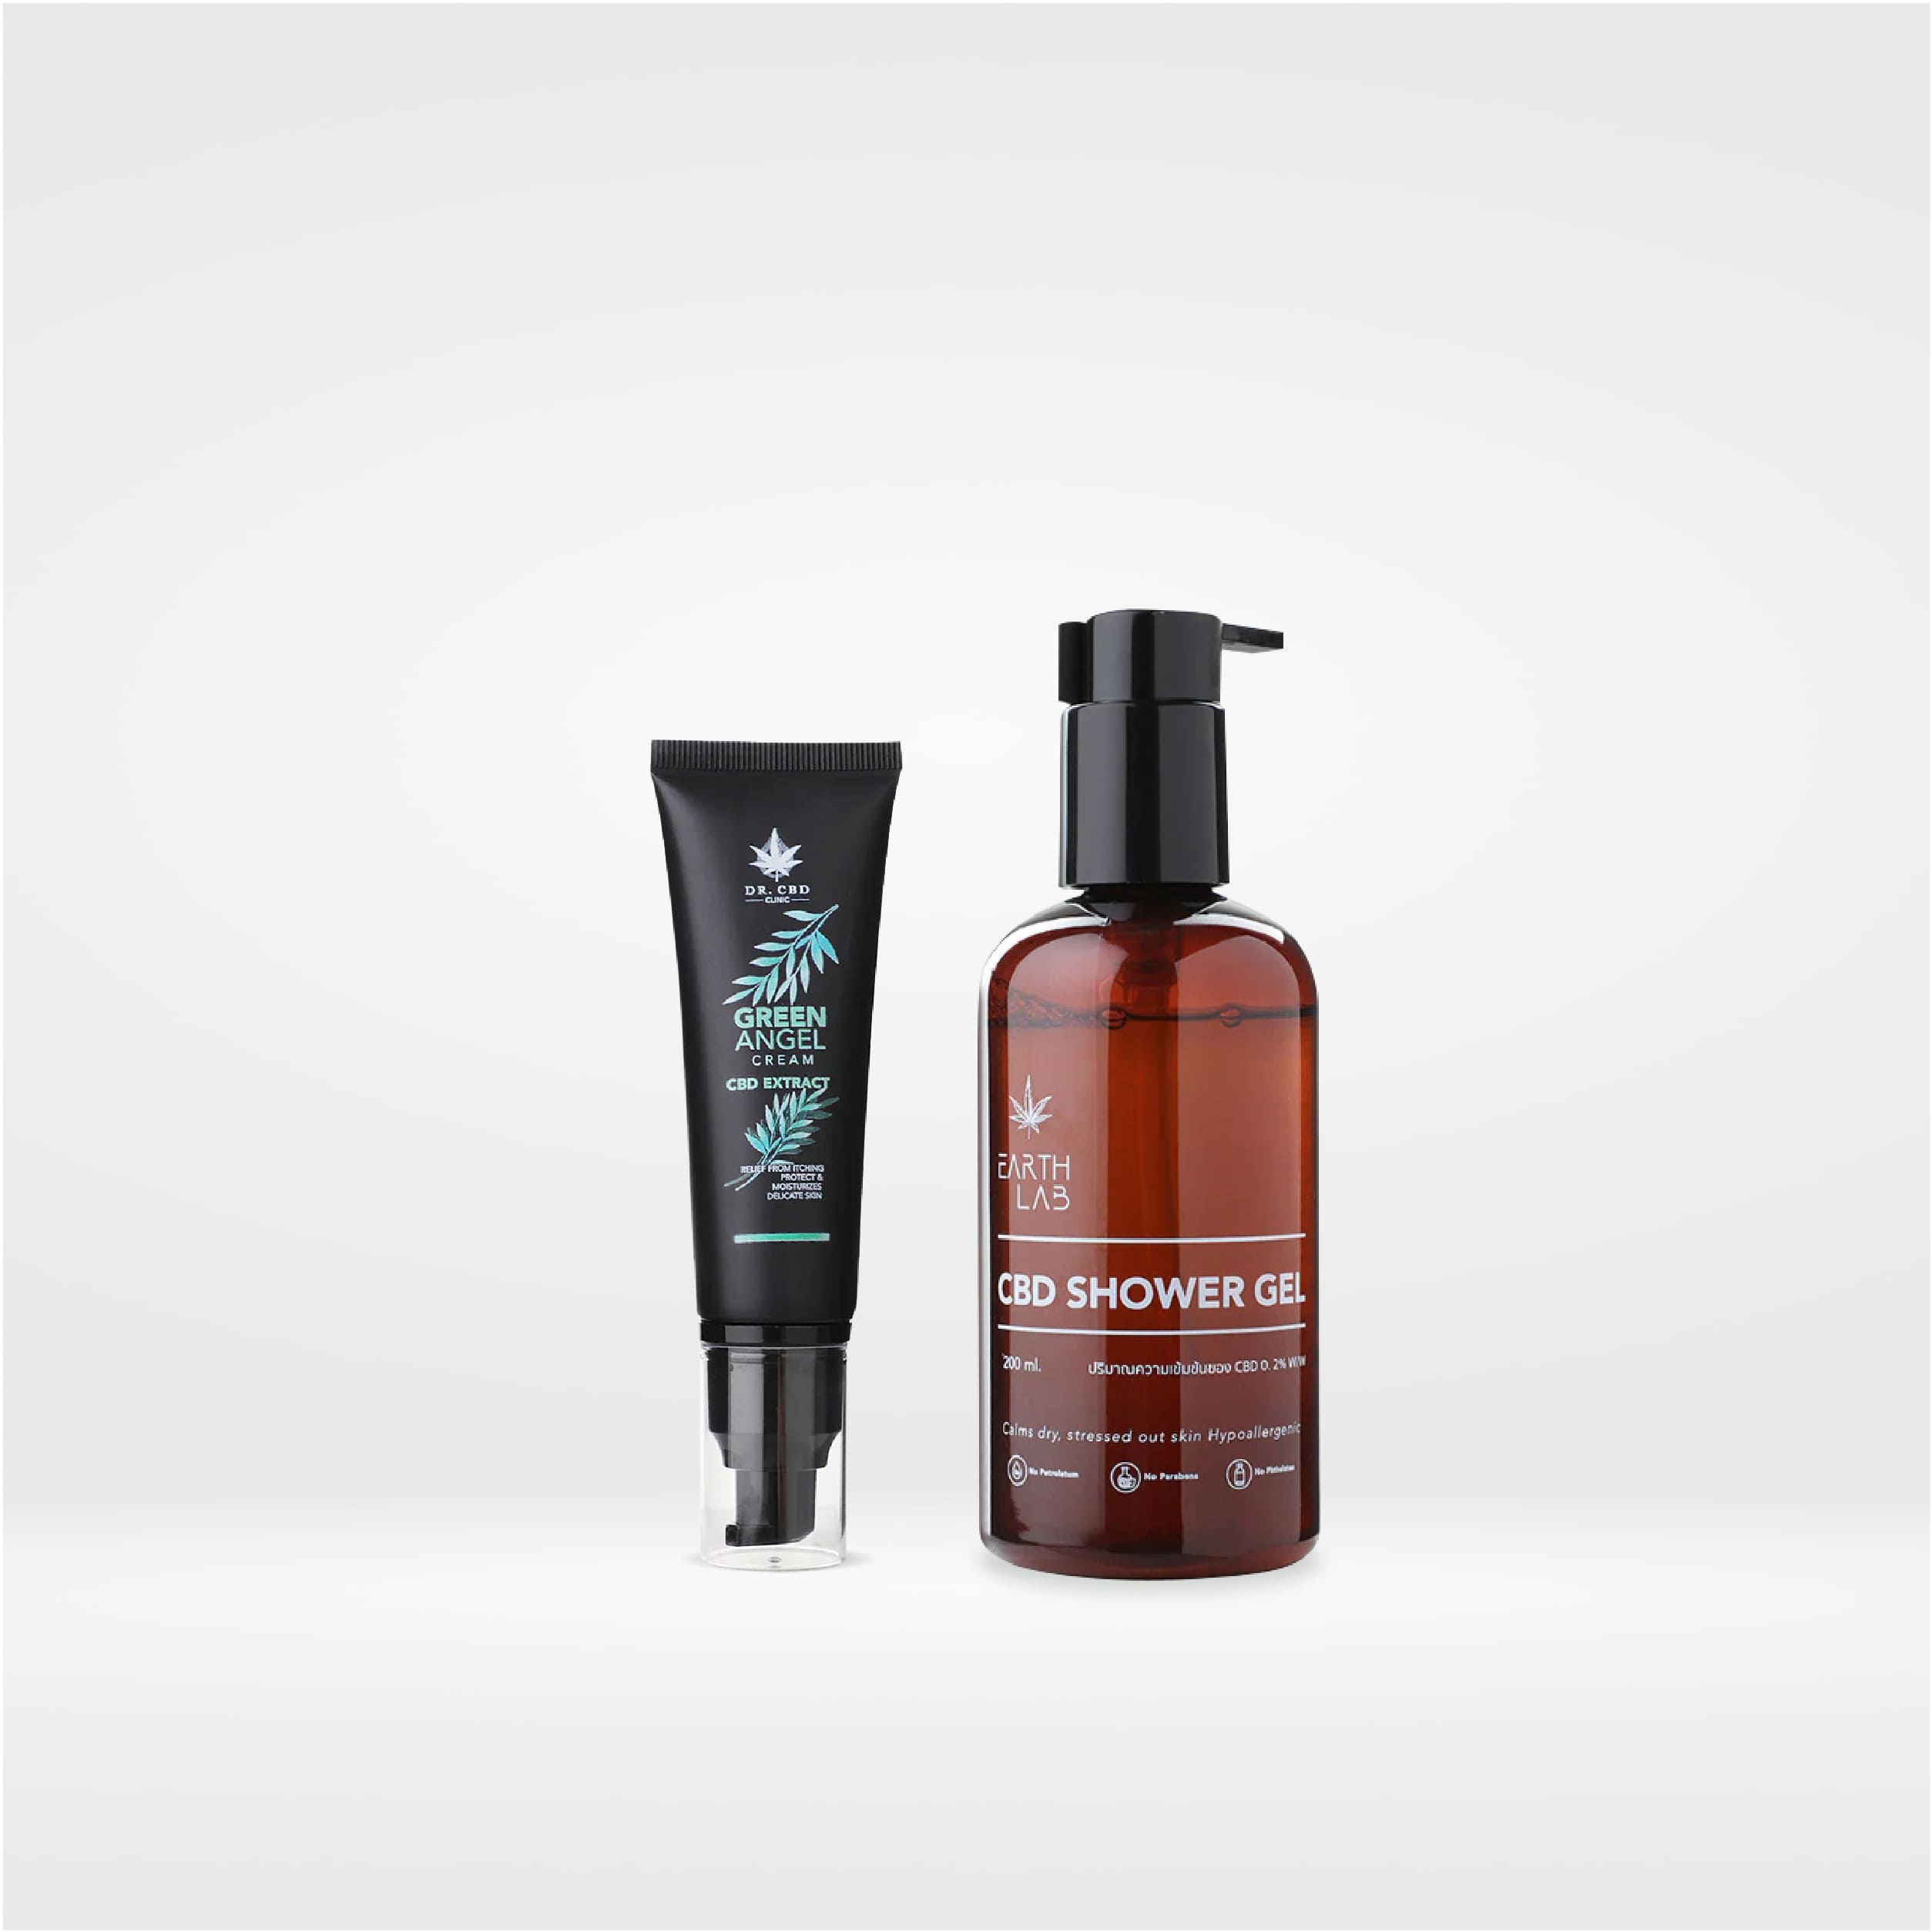 DR. CBD
CLINIC
GREEN
ANGEL
CREAM
CBD EXTRACT
RELIEF FROM ITCHING
PROTECT &
MOISTURIZES
DELICATE SKIN
EARTH
LAB
CBD SHOWER GEL
200 ml. ปริมาณความเข้มข้นของ CBD 0. 2% W/W
Calms dry, stressed out skin Hypoallergenic
No Petrolatum No Parabens No Phthalates